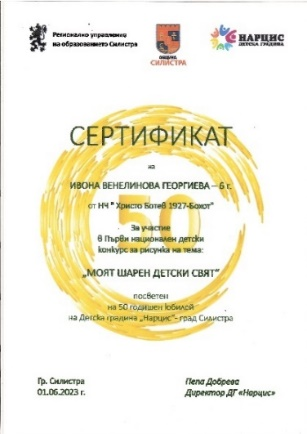 Регионално управление
на образованието Силистра
ОБЩИНА
СИЛИСТРА
НАРЦИС
ДЕТСКА ГРАДИНА
СЕРТИФИКАТ
на
ИВОНА ВЕНЕЛИНОВА ГЕОРГИЕВА – 6 г.
от НЧ " Христо Ботев 1927-Бохот"
50
За участие
в Първи национален детски
конкурс за рисунка на тема:
„МОЯТ ШАРЕН ДЕТСКИ СВЯТ"
посветен
на 50 годишен юбилей
на Детска градина „Нарцис"- град Силистра
Гр. Силистра
01.06.2023 г.
Пепа Добрева
Директор ДГ «Нарцис»